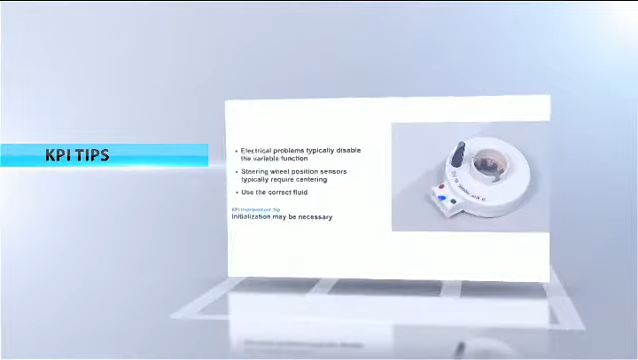 KPI TIPS
• Electrical problems typically disable
the variable function
• Steering wheel position sensors
typically require centering
• Use the correct fluid
KPI Improvement Tip
Initialization may be necessary